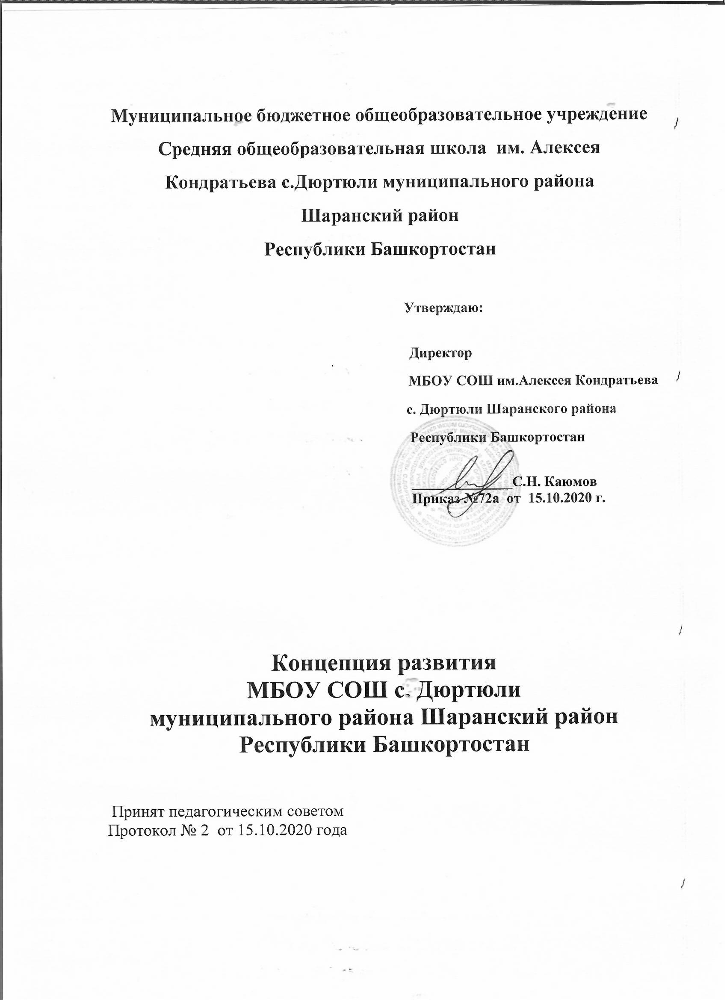 Муниципальное бюджетное общеобразовательное учреждение
Средняя общеобразовательная школа им. Алексея
Кондратьева с.Дюртюли муниципального района
Шаранский район
Республики Башкортостан
Утверждаю:
Директор
МБОУ СОШ им.Алексея Кондратьева
с. Дюртюли Шаранского района
Республики Башкортостан
______________С.Н. Каюмов
Приказ №72а от 15.10.2020 г.
Концепция развития
МБОУ СОШ с. Дюртюли
муниципального района Шаранский район
Республики Башкортостан
Принят педагогическим советом
Протокол № 2 от 15.10.2020 года